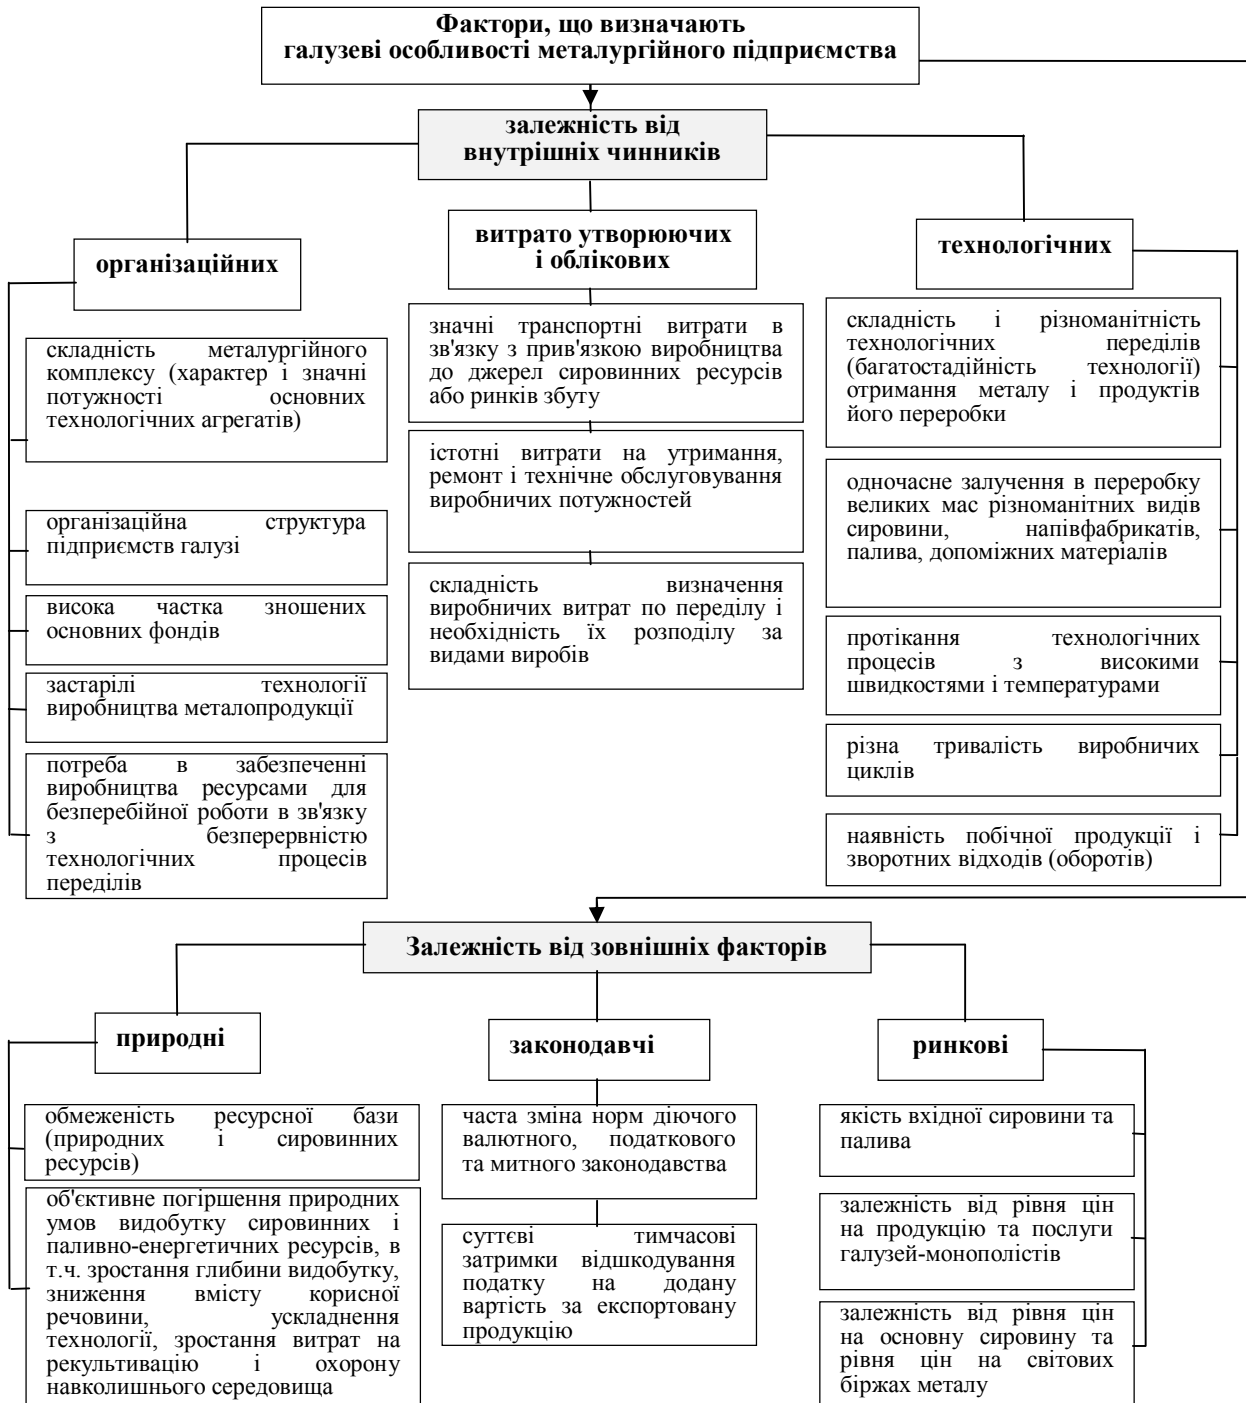 Фактори, що визначають
галузеві особливості металургійного підприємства
залежність від
внутрішніх чинників
організаційних
складність металургійного
комплексу (характер і значні
потужності основних
технологічних агрегатів)
організаційна структура
підприємств галузі
висока частка зношених
основних фондів
застарілі технології
виробництва металопродукції
потреба в забезпеченні
виробництва ресурсами для
безперебійної роботи в зв'язку
з безперервністю
технологічних процесів
переділів
витрато утворюючих
і облікових
значні транспортні витрати в
зв'язку з прив'язкою виробництва
до джерел сировинних ресурсів
або ринків збуту
істотні витрати на утримання,
ремонт і технічне обслуговування
виробничих потужностей
складність визначення
виробничих витрат по переділу і
необхідність їх розподілу за
видами виробів
технологічних
складність і різноманітність
технологічних переділів
(багатостадійність технології)
отримання металу і продуктів
його переробки
одночасне залучення в переробку
великих мас різноманітних видів
сировини, напівфабрикатів,
палива, допоміжних матеріалів
протікання технологічних
процесів з високими
швидкостями і температурами
різна тривалість виробничих
циклів
наявність побічної продукції і
зворотних відходів (оборотів)
Залежність від зовнішніх факторів
природні
обмеженість ресурсної бази
(природних і сировинних
ресурсів)
об'єктивне погіршення природних
умов видобутку сировинних і
паливно-енергетичних ресурсів, в
т.ч. зростання глибини видобутку,
зниження вмісту корисної
речовини, ускладнення
технології, зростання витрат на
рекультивацію і охорону
навколишнього середовища
законодавчі
часта зміна норм діючого
валютного, податкового
та митного законодавства
суттєві тимчасові
затримки відшкодування
податку на додану
вартість за експортовану
продукцію
ринкові
якість вхідної сировини та
палива
залежність від рівня цін
на продукцію та послуги
галузей-монополістів
залежність від рівня цін
на основну сировину та
рівня цін на світових
біржах металу